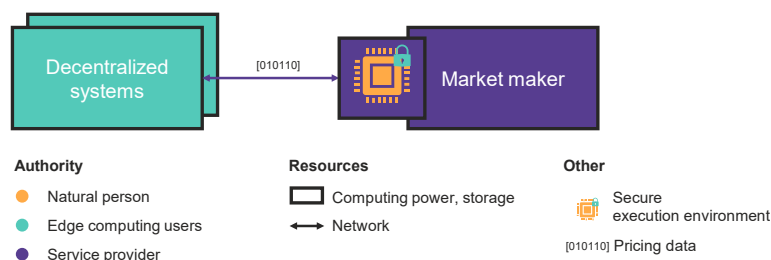 Decentralized
systems
[010110]
Market maker
Authority
Natural person
Edge computing users
Service provider
Resources
Computing power, storage
Network
Other
Secure
execution environment
[010110] Pricing data